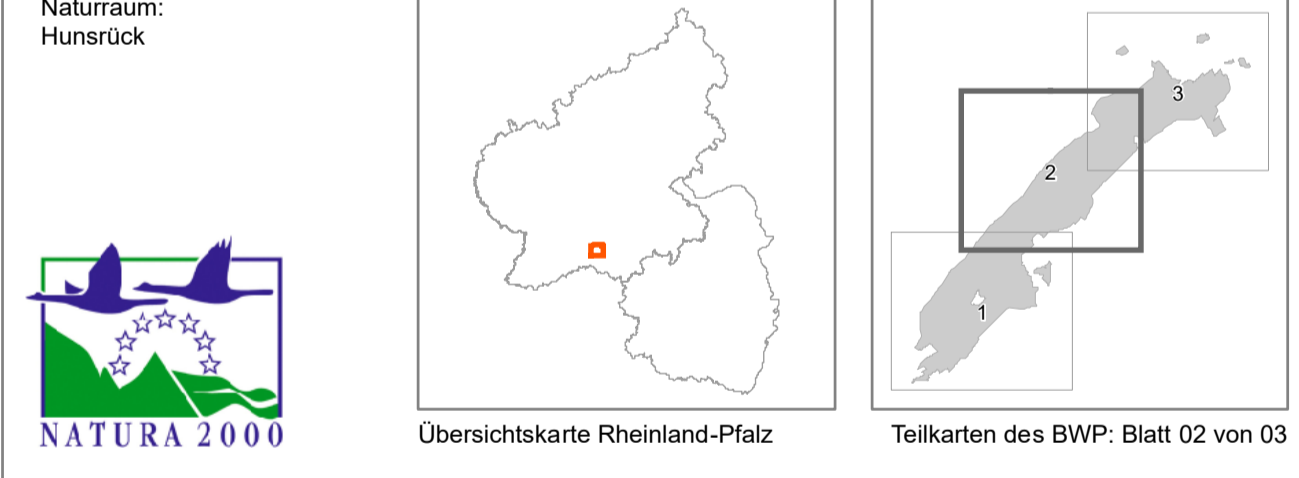 Naturraum:
Hunsrück
3
2
1
NATURA 2000
Übersichtskarte Rheinland-Pfalz
Teilkarten des BWP: Blatt 02 von 03